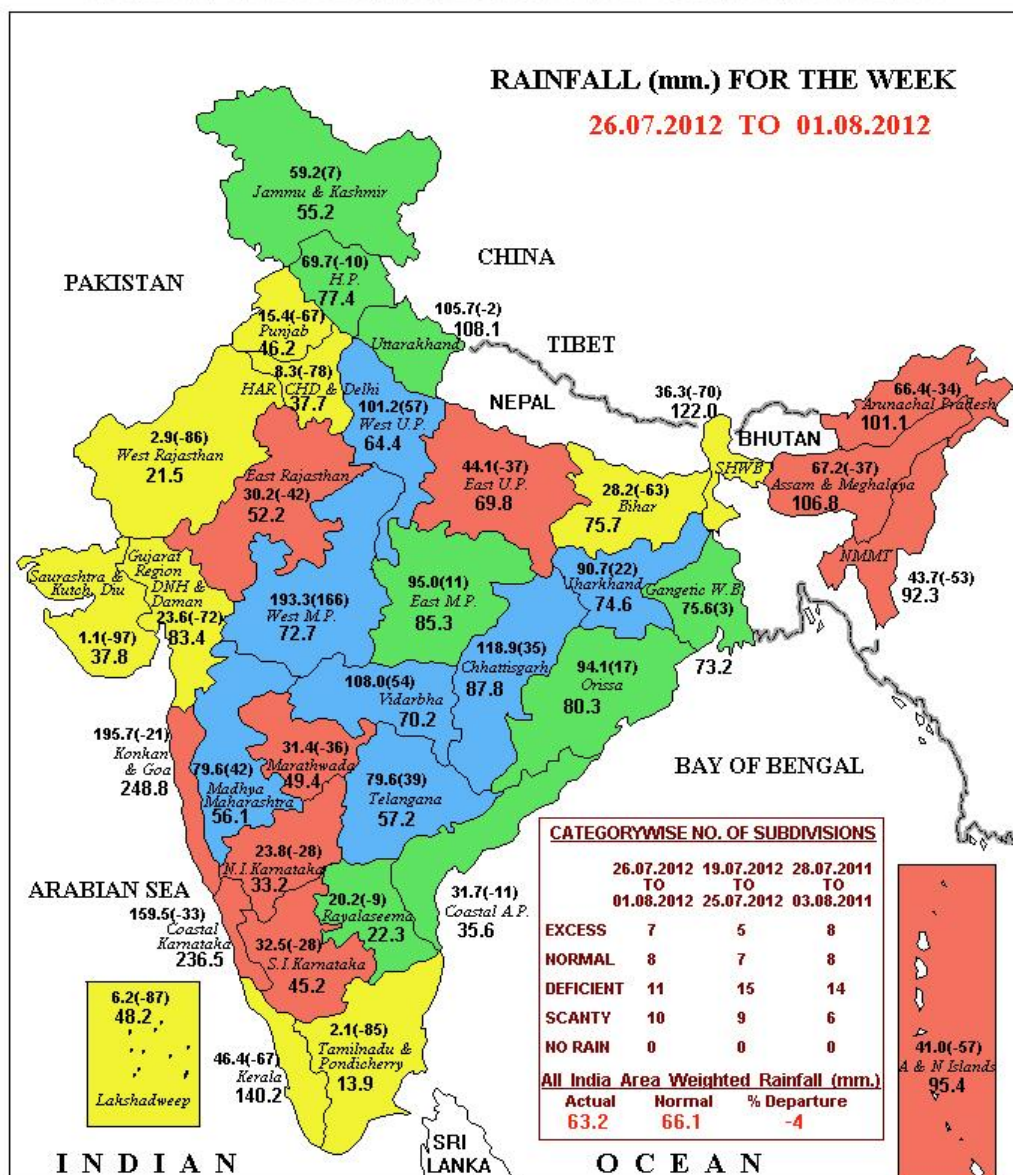 RAINFALL (mm.) FOR THE WEEK
26.07.2012 TO 01.08.2012
59.2(7)
Jammu & Kashmir
55.2
CHINA
69.7(-10)
H.P.
77.4
PAKISTAN
15.4(-67)
Punjab
46.2
105.7(-2)
108.1
Uttarakhand
TIBET
8.3(-78)
HAR CHD & Delhi
37.7
101.2(57)
West U.P.
64.4
NEPAL
36.3(-70)
122.0
SHWB
BHUTAN
66.4(-34)
Arunachal Pradesh
101.1
2.9(-86)
West Rajasthan
21.5
East Rajasthan
30.2(-42)
52.2
44.1(-37)
East U.P.
69.8
28.2(-63)
Bihar
75.7
67.2(-37)
Assam & Meghalaya
106.8
NMMT
43.7(-53)
92.3
Gujarat
Region
DNH &
Daman
23.6(-72)
83.4
Saurashtra &
Kutch, Diu
1.1(-97)
37.8
193.3(166)
West M.P.
72.7
95.0(11)
East M.P.
85.3
90.7(22)
Jharkhand
74.6
Gangetic W.B.
75.6(3)
73.2
118.9(35)
Chhattisgarh
87.8
94.1(17)
Orissa
80.3
108.0(54)
Vidarbha
70.2
195.7(-21)
Konkan
& Goa
248.8
79.6(42)
Madhya
Maharashtra
56.1
31.4(-36)
Marathwada
49.4
79.6(39)
Telangana
57.2
BAY OF BENGAL
23.8(-28)
N.I.Karnataka
33.2
ARABIAN SEA
159.5(-33)
Coastal
Karnataka
236.5
20.2(-9)
Rayalaseema
22.3
31.7(-11)
Coastal A.P.
35.6
32.5(-28)
S.I.Karnataka
45.2
6.2(-87)
48.2
Lakshadweep
46.4(-67)
Kerala
140.2
2.1(-85)
Tamilnadu &
Pondicherry
13.9
CATEGORYWISE NO. OF SUBDIVISIONS
26.07.2012 19.07.2012 28.07.2011
TO TO TO
01.08.2012 25.07.2012 03.08.2011
EXCESS 7 5 8
NORMAL 8 7 8
DEFICIENT 11 15 14
SCANTY 10 9 6
NO RAIN 0 0 0
All India Area Weighted Rainfall (mm.)
Actual Normal % Departure
63.2 66.1 -4
41.0(-57)
A & N Islands
95.4
SRI
LANKA
INDIAN OCEAN